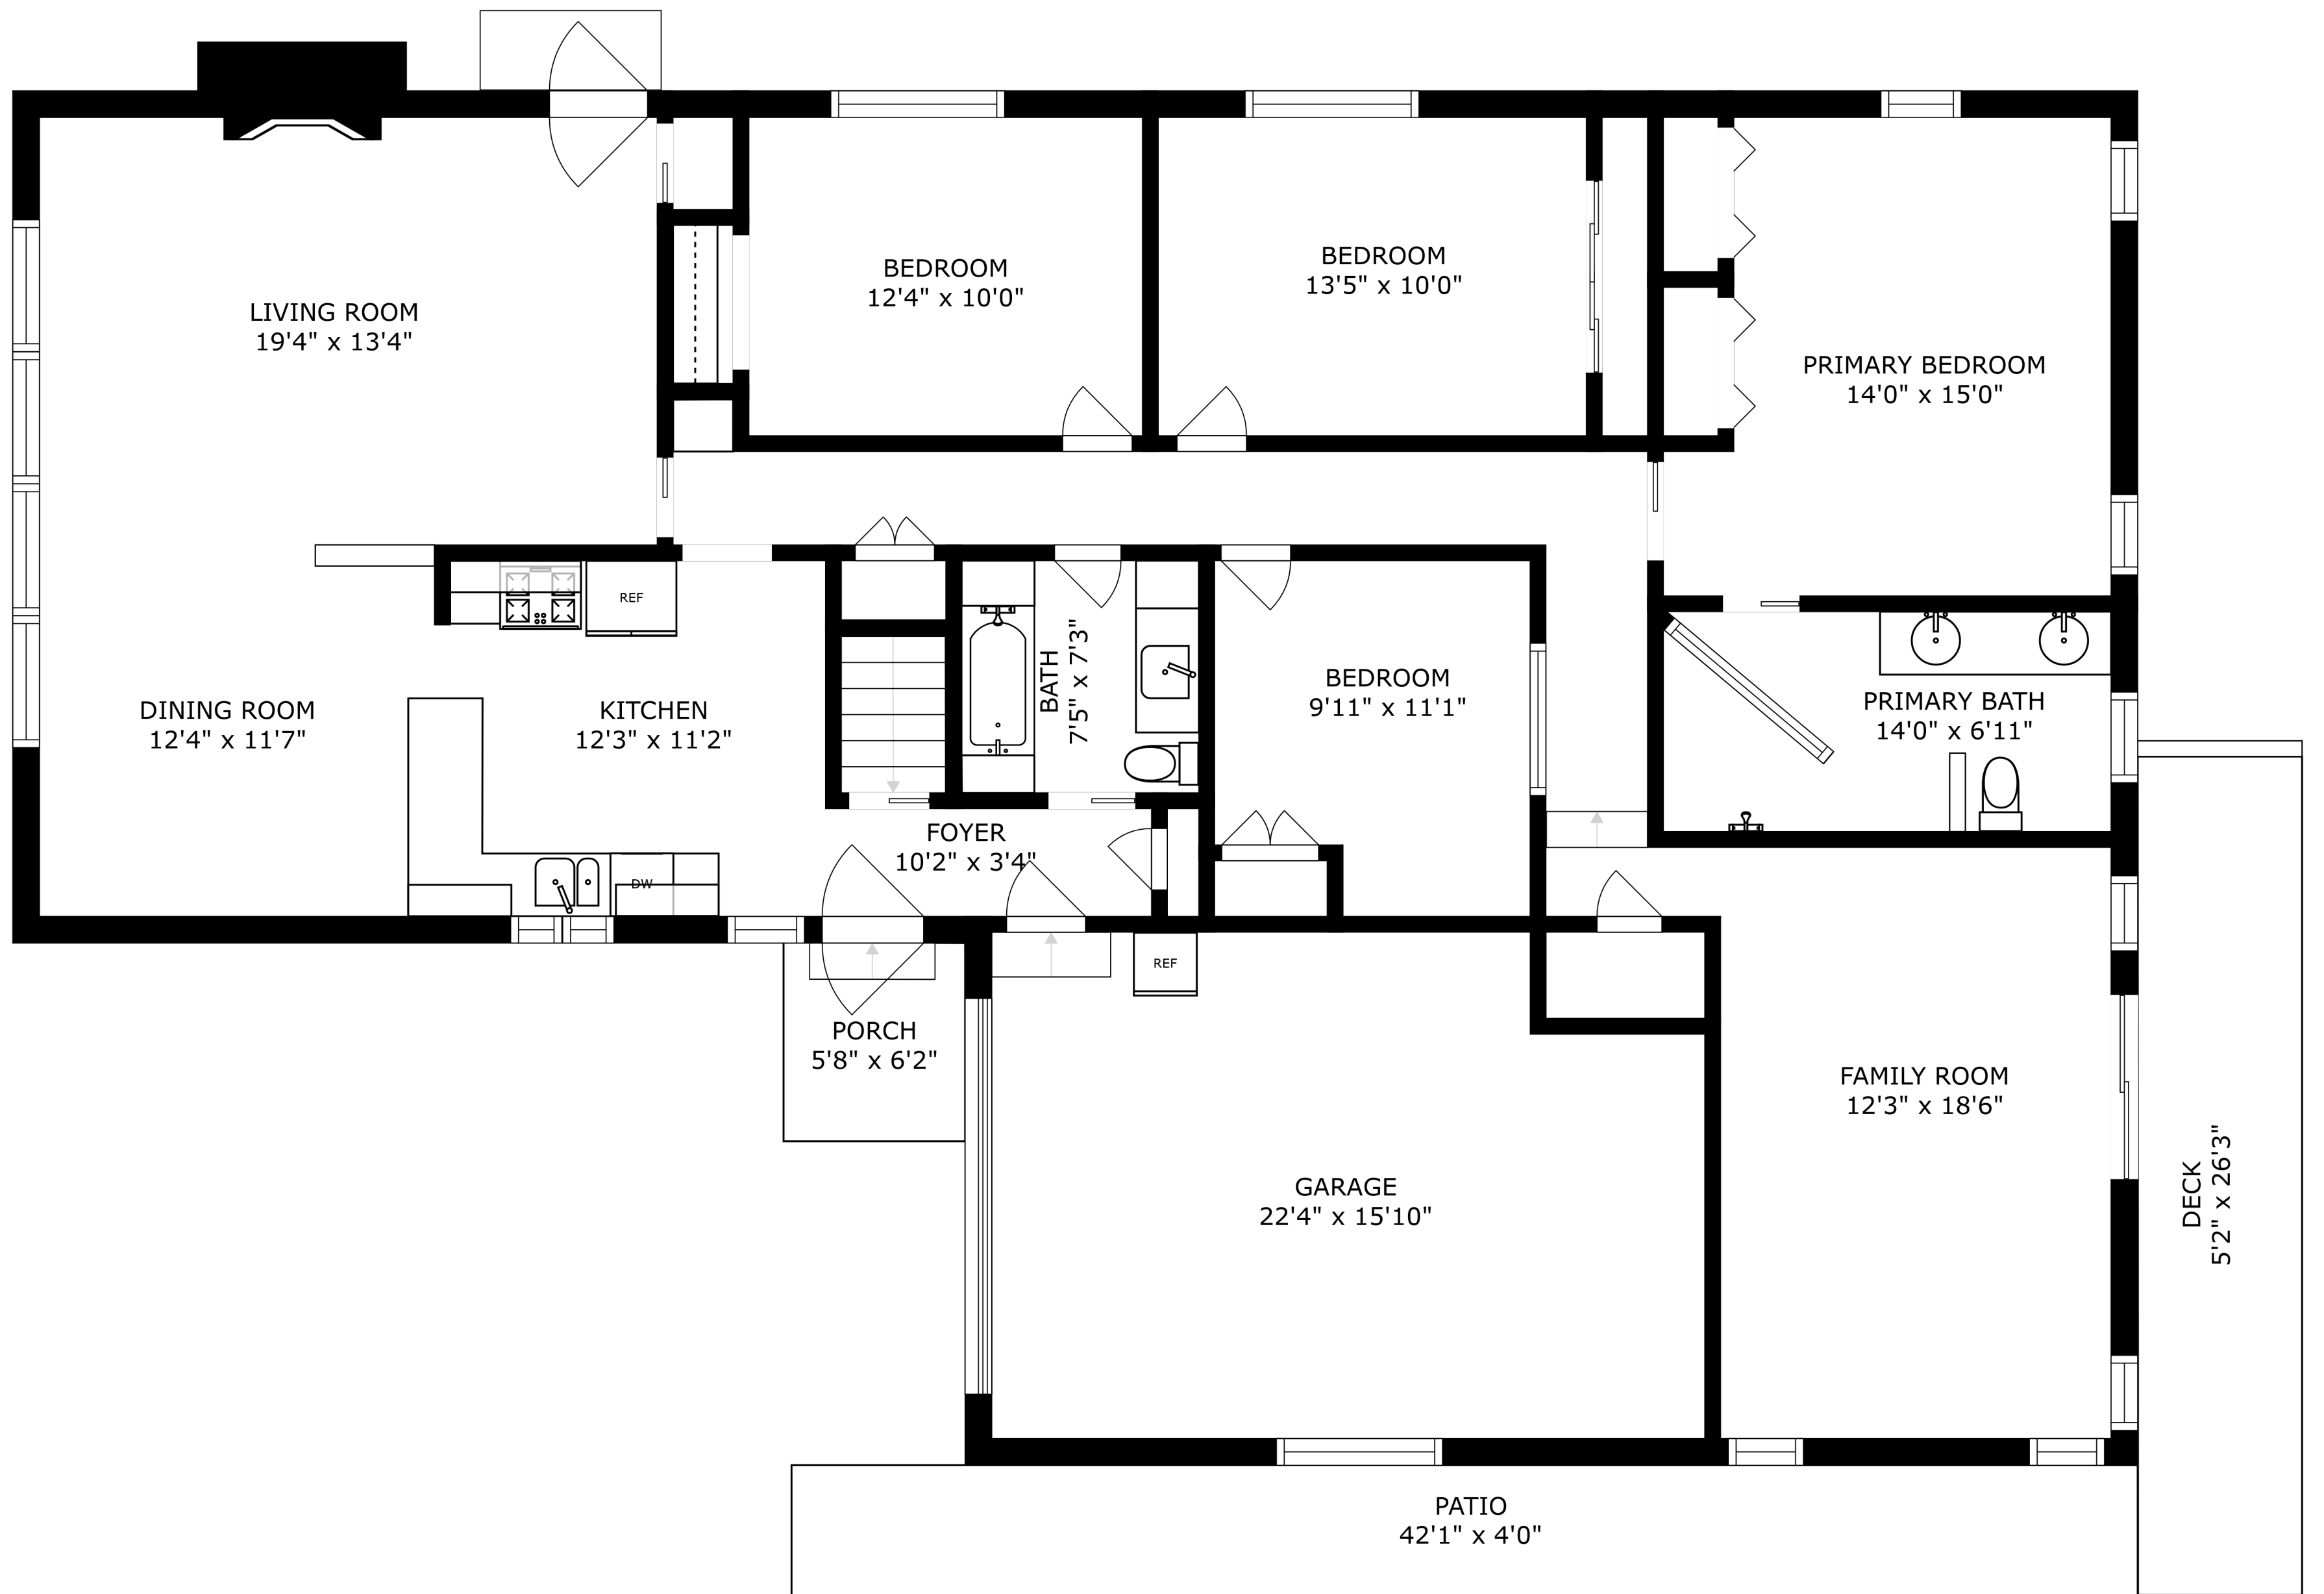 BEDROOM
13'5" x 10'0"
BEDROOM
12'4" x 10'0"
LIVING ROOM
19'4" x 13'4"
PRIMARY BEDROOM
14'0" x 15'0"
REF
BATH
7'5" x 7'3"
BEDROOM
9'11" x 11'1"
PRIMARY BATH
14'0" x 6'11"
DINING ROOM
12'4" x 11'7"
KITCHEN
12'3" x 11'2"
FOYER
10'2" x 3'4"
DW
REF
PORCH
5'8" x 6'2"
FAMILY ROOM
12'3" x 18'6"
GARAGE
22'4" x 15'10"
DECK
5'2" x 26'3"
PATIO
42'1" x 4'0"